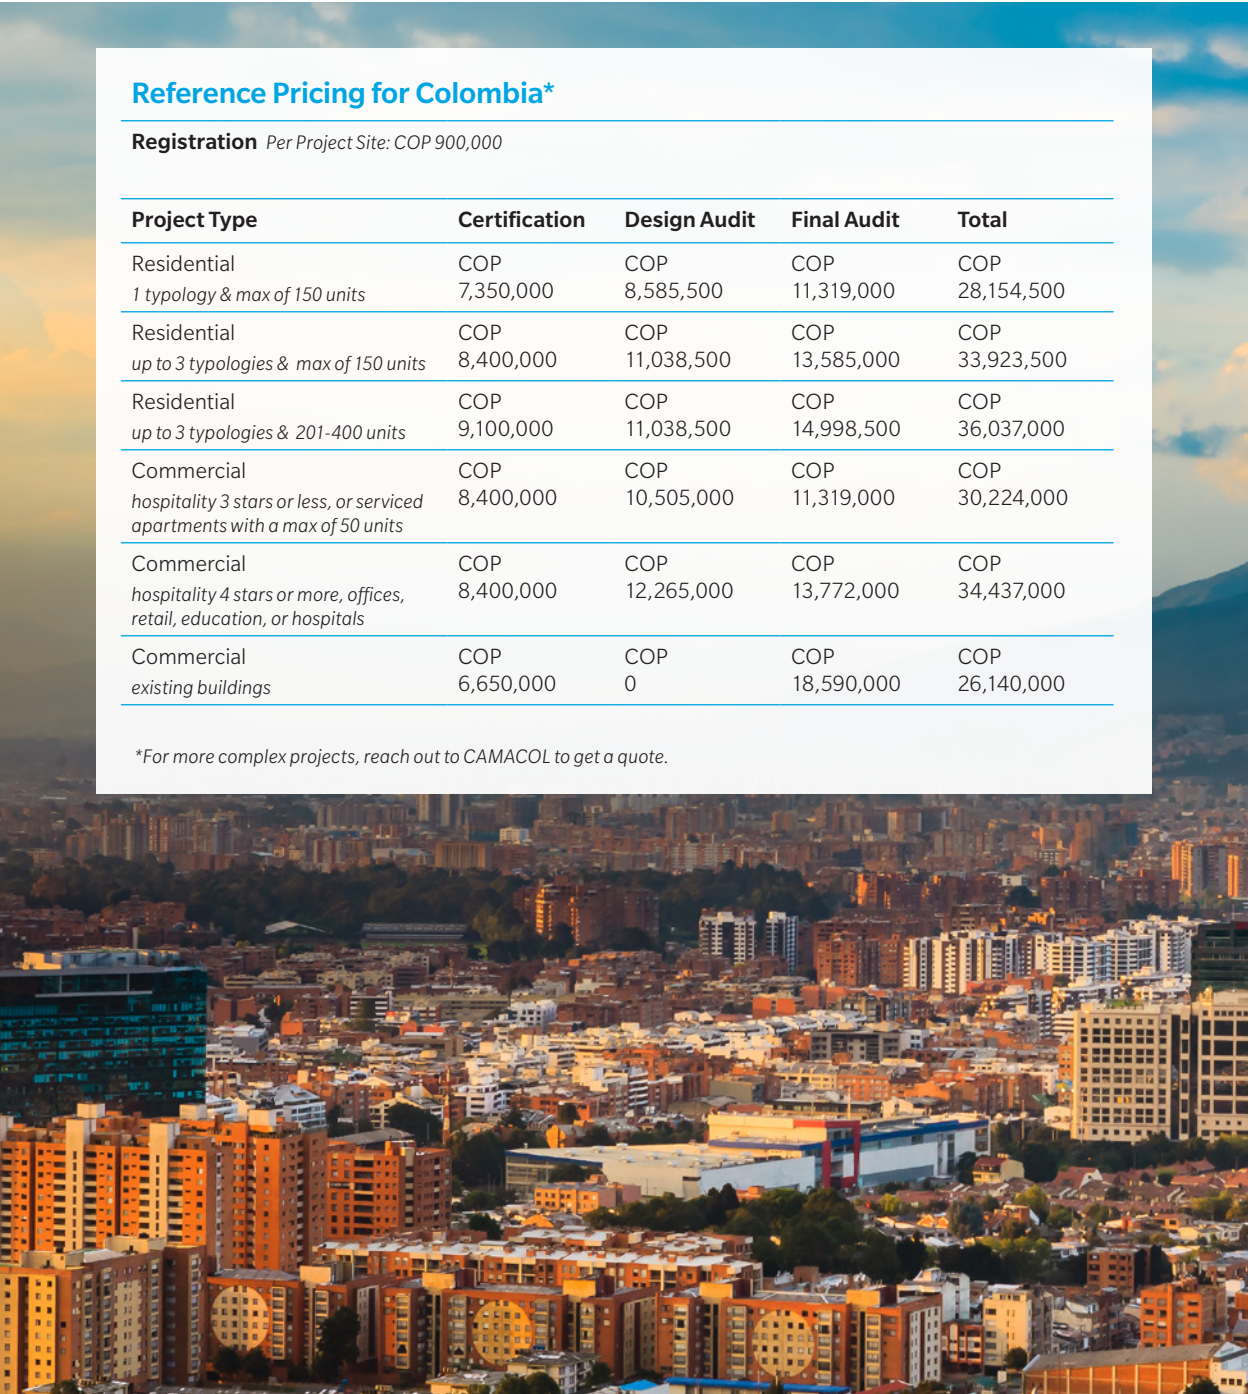 Reference Pricing for Colombia*
Registration Per Project Site: COP 900,000
Project Type Certification Design Audit Final Audit Total
Residential COP COP COP COP
1 typology & max of 150 units 7,350,000 8,585,500 11,319,000 28,154,500
Residential COP COP COP COP
up to 3 typologies & max of 150 units 8,400,000 11,038,500 13,585,000 33,923,500
Residential COP COP COP COP
up to 3 typologies & 201-400 units 9,100,000 11,038,500 14,998,500 36,037,000
Commercial COP COP COP COP
hospitality 3 stars or less, or serviced 8,400,000 10,505,000 11,319,000 30,224,000
apartments with a max of 50 units
Commercial COP COP COP COP
hospitality 4 stars or more, offices, 8,400,000 12,265,000 13,772,000 34,437,000
retail, education, or hospitals
Commercial COP COP COP COP
existing buildings 6,650,000 0 18,590,000 26,140,000
*For more complex projects, reach out to CAMACOL to get a quote.